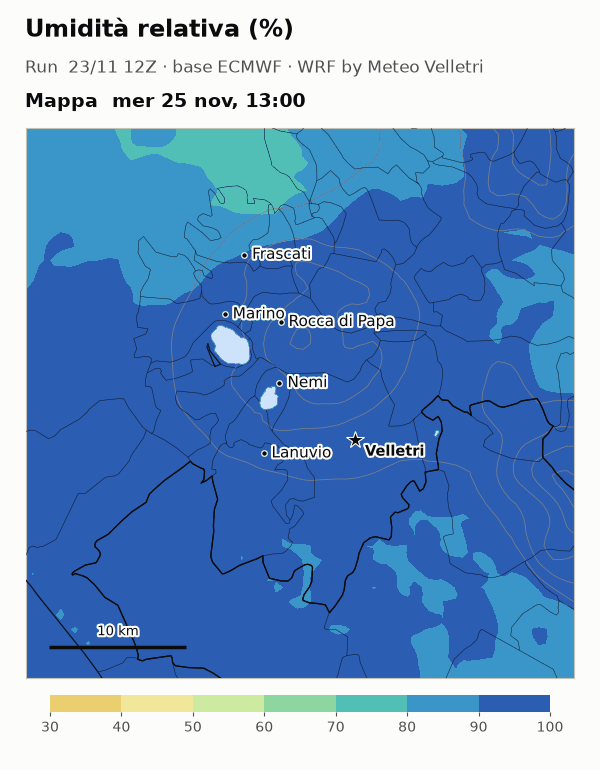 Umidità relativa (%)
Run  23/11 12Z · base ECMWF · WRF by Meteo Velletri
Mappa  mer 25 nov, 13:00
Frascati
Marino
Rocca di Papa
Nemi
Velletri
Lanuvio
10 km
30 40 50 60 70 80 90 100